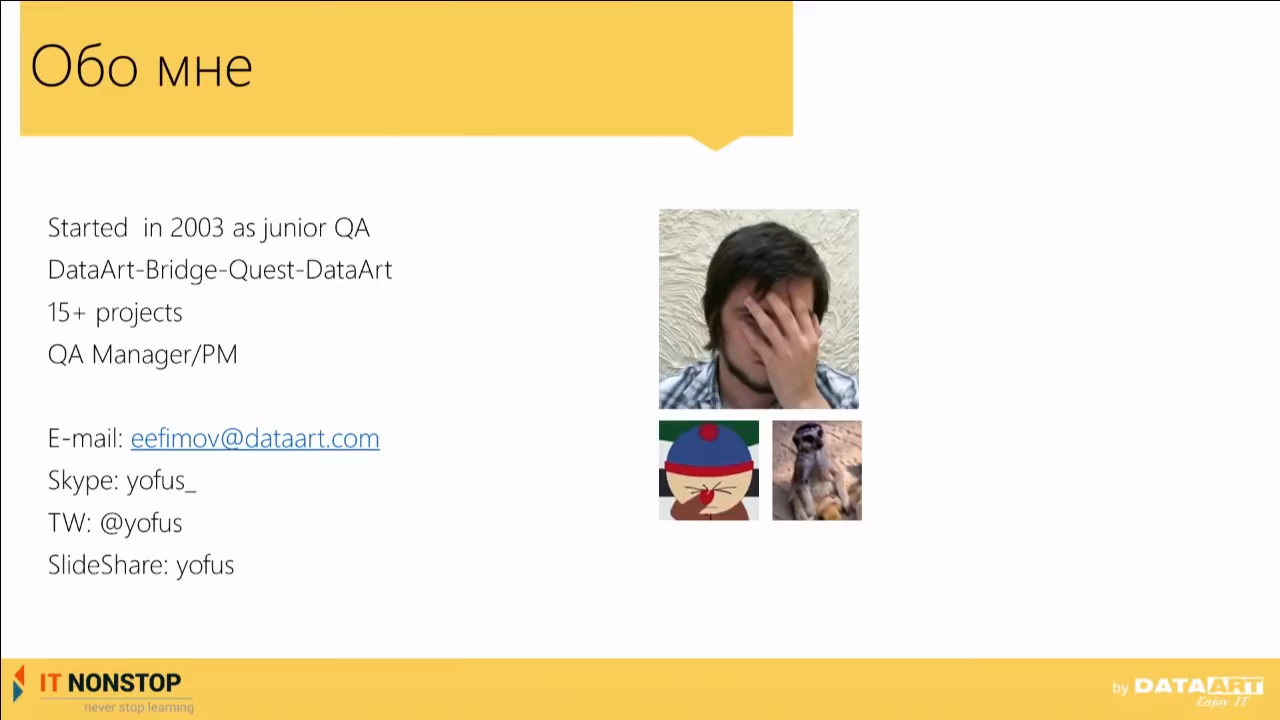 Обо мне
Started in 2003 as junior QA
DataArt-Bridge-Quest-DataArt
15+ projects
QA Manager/PM
E-mail: eefimov@dataart.com
Skype: yofus_
TW: @yofus
SlideShare: yofus
IT NONSTOP
never stop learning
by DATAART
Enjoy IT